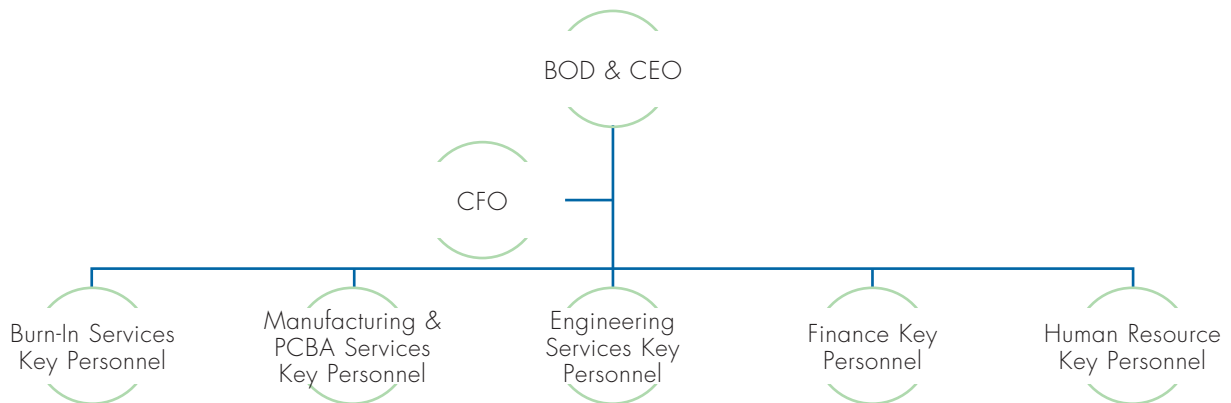 BOD & CEO
CFO
Burn-In Services
Key Personnel
Manufacturing &
PCBA Services
Key Personnel
Engineering
Services Key
Personnel
Finance Key
Personnel
Human Resource
Key Personnel